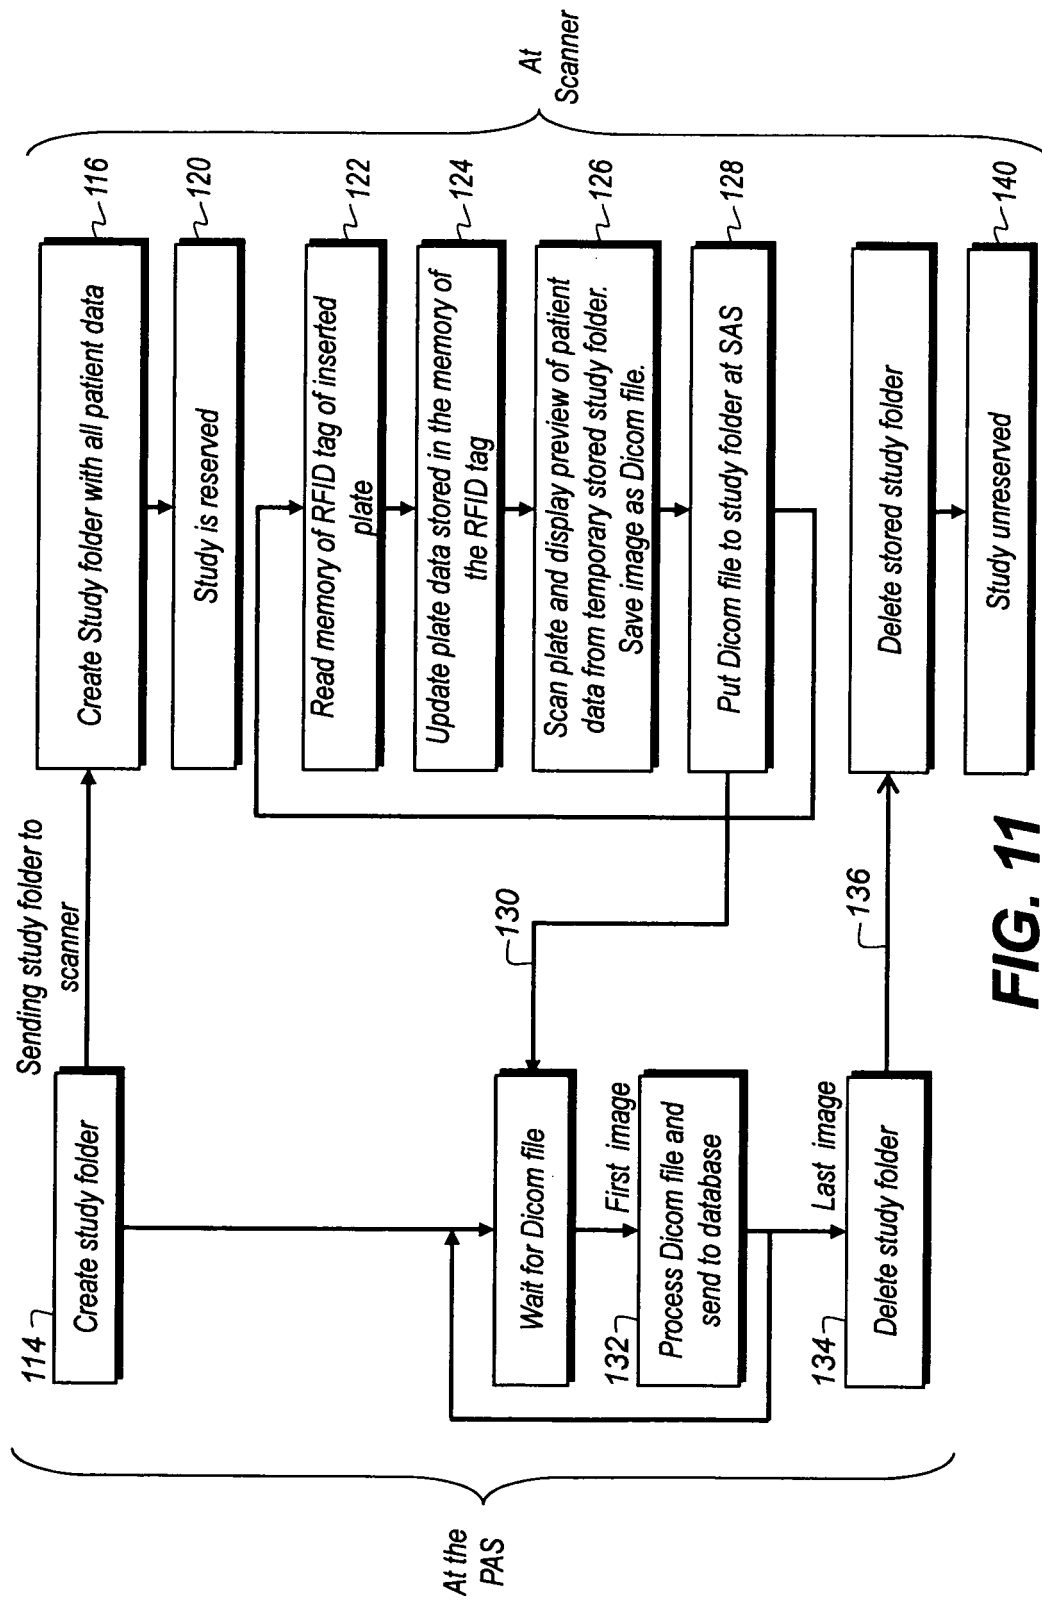 At the
PAS
114
Create study folder
Sending study folder to
scanner
Wait for Dicom file
130
First image
132
Process Dicom file and
send to database
Last image
134
Delete study folder
136
116
Create Study folder with all patient data
120
Study is reserved
122
Read memory of RFID tag of inserted
plate
124
Update plate data stored in the memory of
the RFID tag
126
Scan plate and display preview of patient
data from temporary stored study folder.
Save image as Dicom file.
128
Put Dicom file to study folder at SAS
Delete stored study folder
140
Study unreserved
At
Scanner
FIG. 11